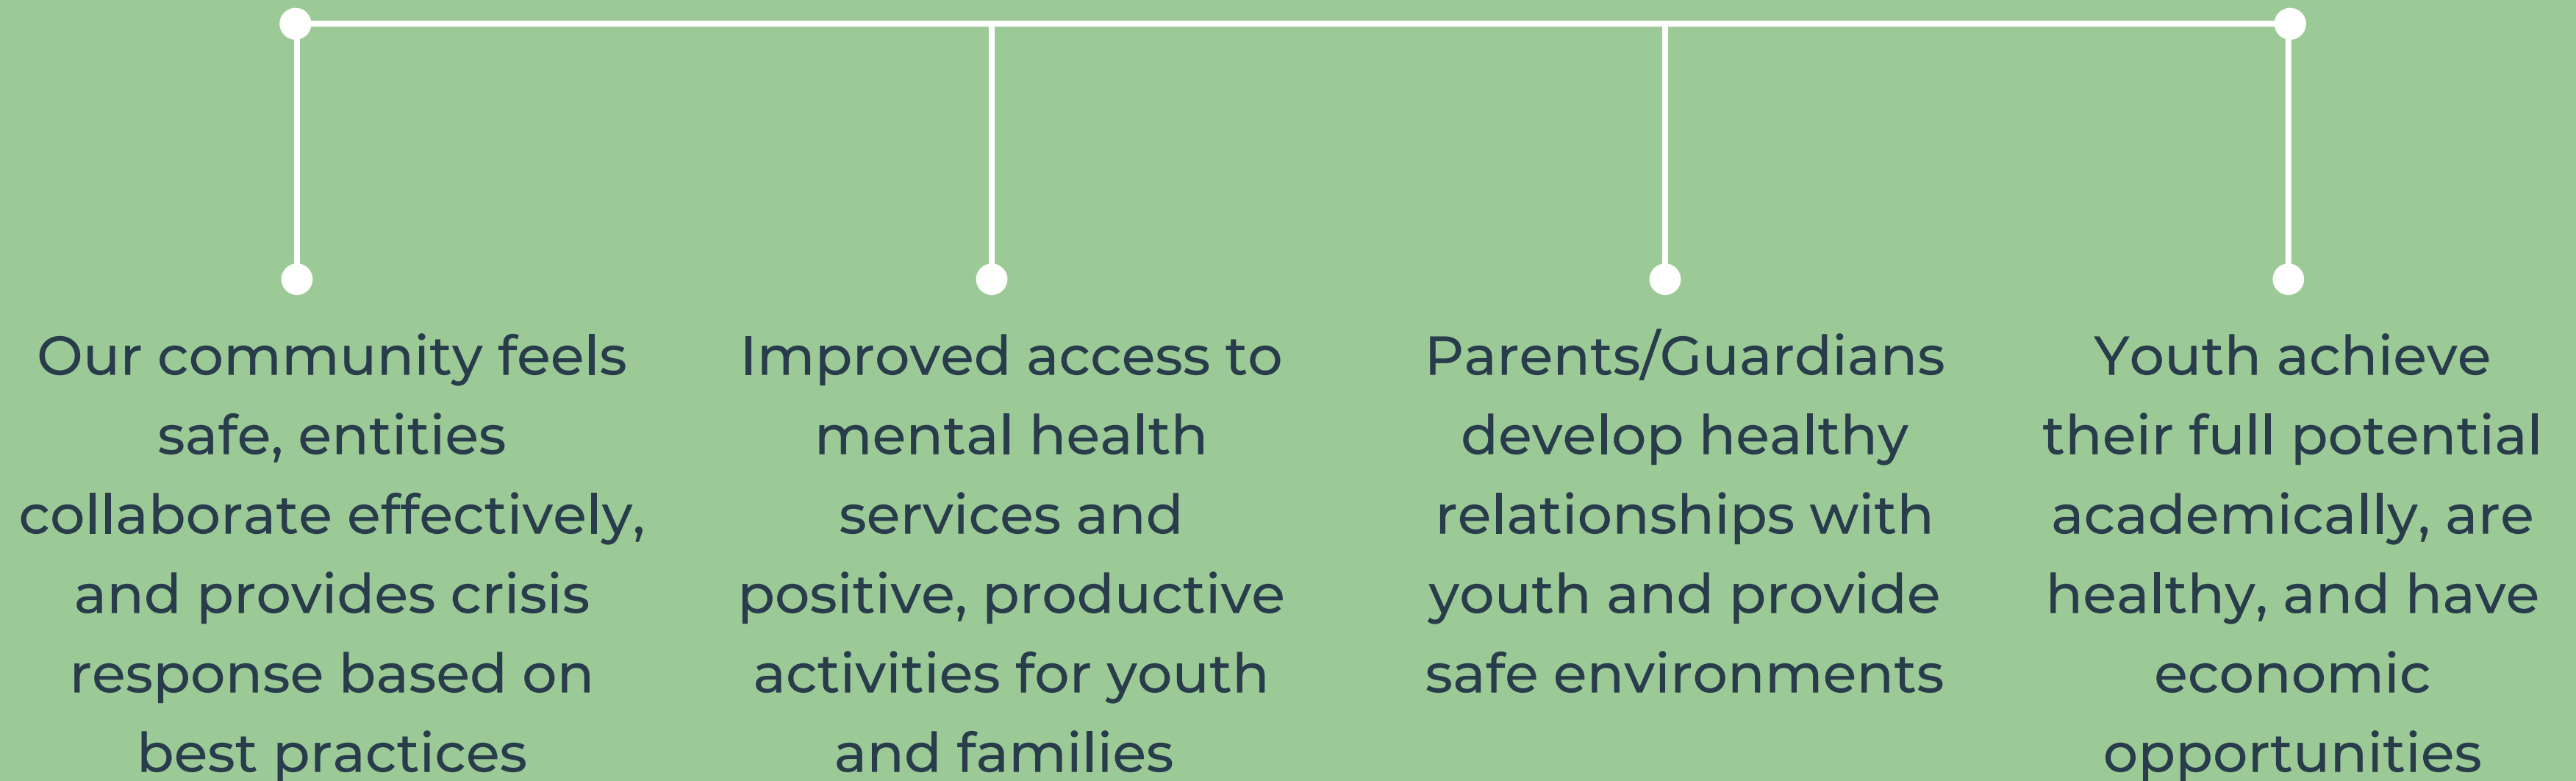 Our community feels
safe, entities
collaborate effectively,
and provides crisis
response based on
best practices
Improved access to
mental health
services and
positive, productive
activities for youth
and families
Parents/Guardians
develop healthy
relationships with
youth and provide
safe environments
Youth achieve
their full potential
academically, are
healthy, and have
economic
opportunities